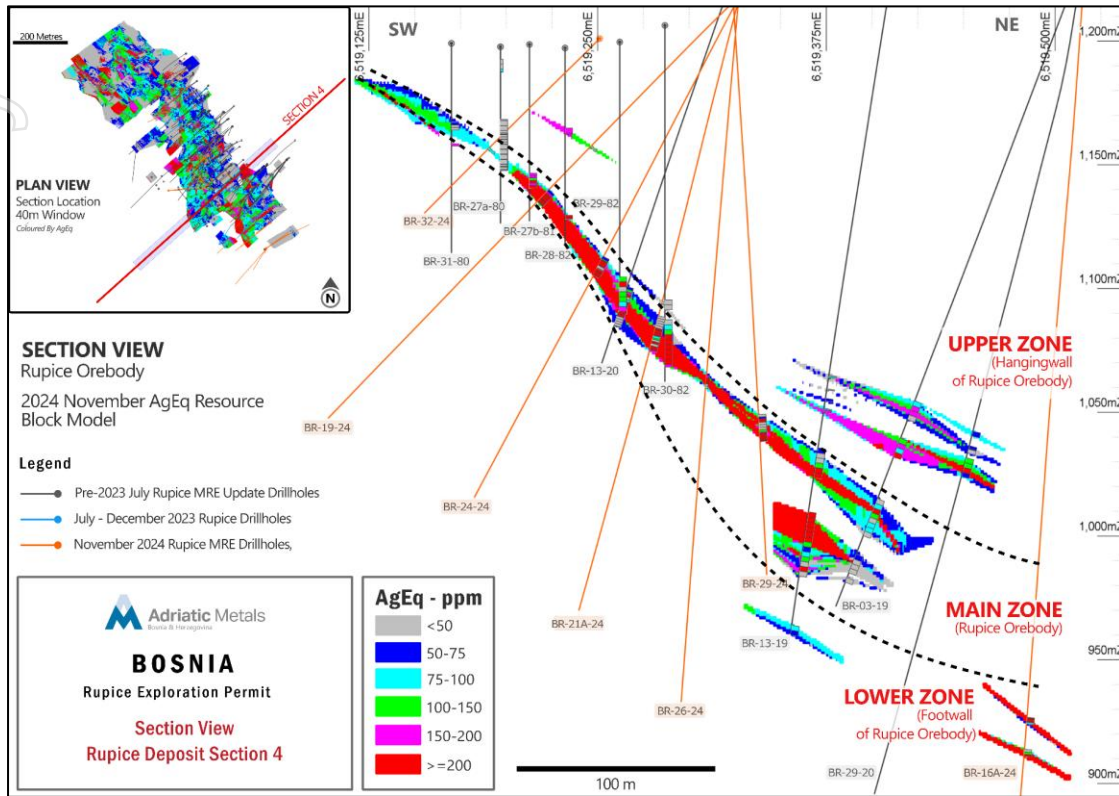 200 Metres
SECTION 4
PLAN VIEW
Section Location
40m Window
Coloured By AgEq
N
SECTION VIEW
Rupice Orebody
2024 November AgEq Resource
Block Model
Legend
Pre-2023 July Rupice MRE Update Drillholes
July - December 2023 Rupice Drillholes
November 2024 Rupice MRE Drillholes,
Adriatic Metals
Bosnia & Herzegovina
BOSNIA
Rupice Exploration Permit
Section View
Rupice Deposit Section 4
AgEq - ppm
<50
50-75
75-100
100-150
150-200
>=200
100 m
SW
NE
6,519,125mE
6,519,250mE
6,519,375mE
6,519,500mE
1,200mZ
1,150mZ
1,100mZ
1,050mZ
1,000mZ
950mZ
900mZ
BR-32-24
BR-27a-80
BR-29-82
BR-27b-81
BR-31-80
BR-28-82
BR-13-20
BR-30-82
BR-19-24
BR-24-24
BR-21A-24
BR-29-24
BR-03-19
BR-13-19
BR-26-24
BR-29-20
BR-16A-24
UPPER ZONE
(Hangingwall
of Rupice Orebody)
MAIN ZONE
(Rupice Orebody)
LOWER ZONE
(Footwall
of Rupice Orebody)